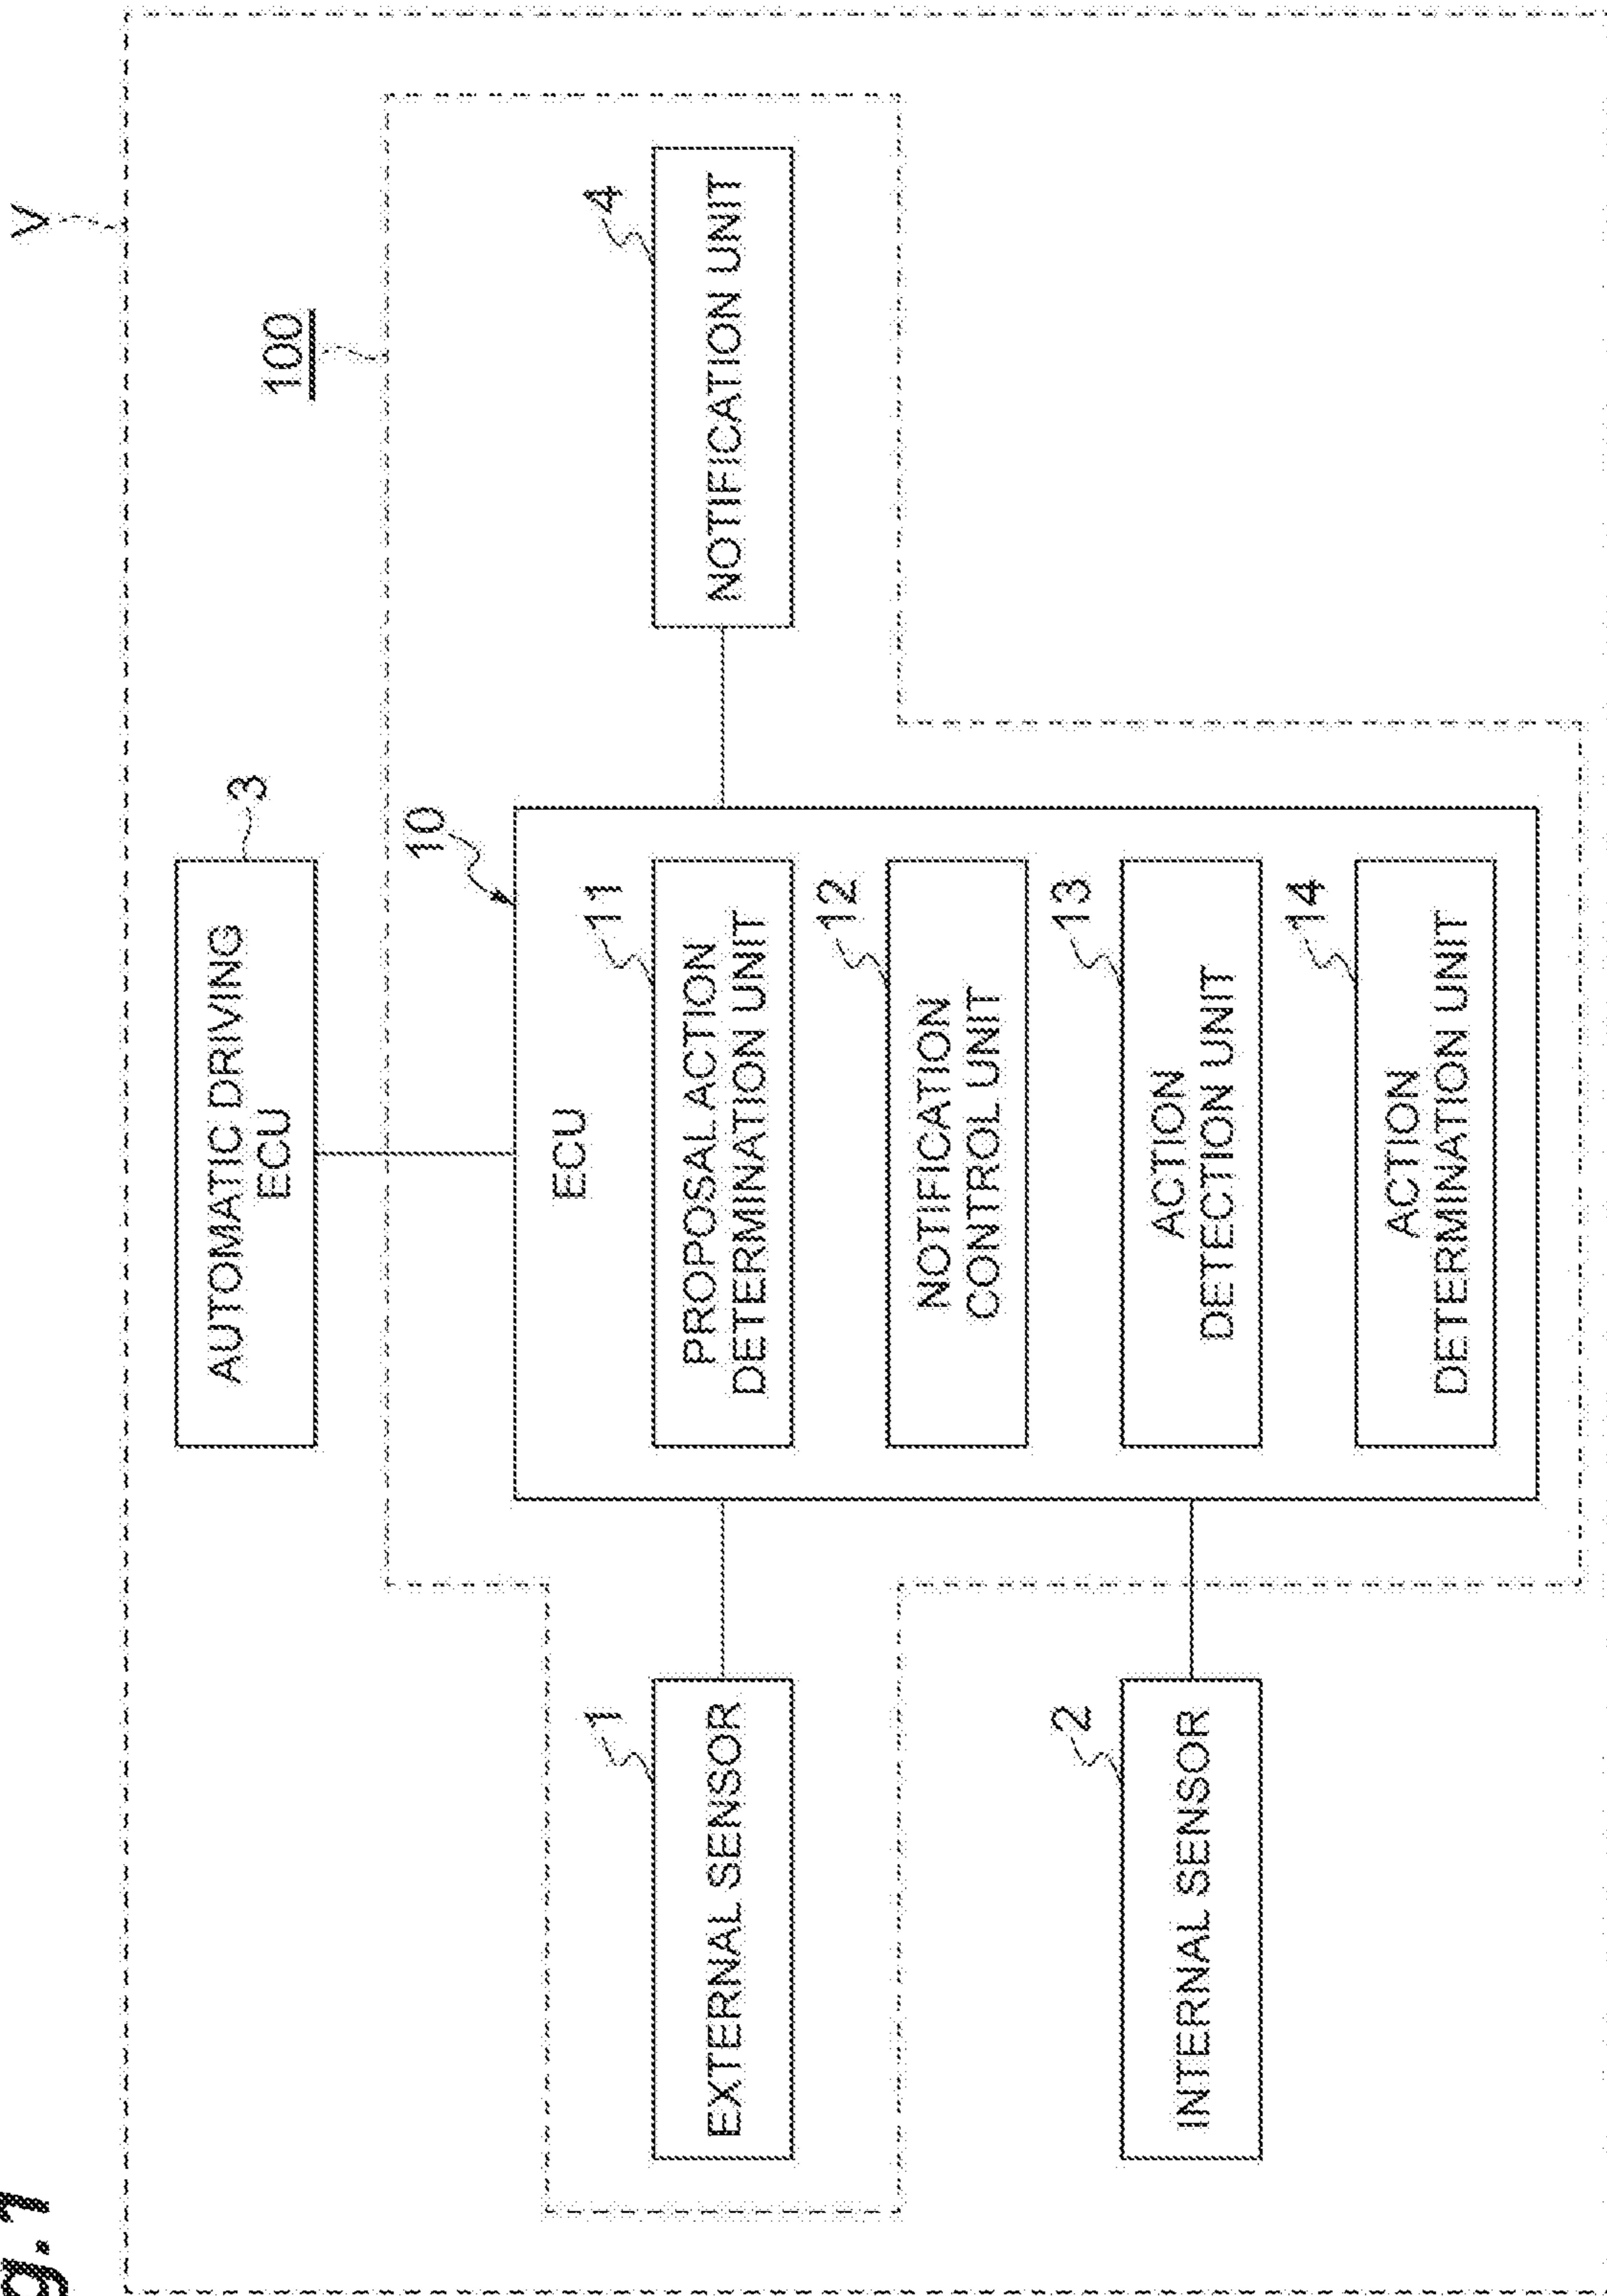 g.1
V
100
AUTOMATIC DRIVING
ECU
3
10
ECU
1
EXTERNAL SENSOR
11
PROPOSAL ACTION
DETERMINATION UNIT
4
NOTIFICATION UNIT
12
NOTIFICATION
CONTROL UNIT
2
INTERNAL SENSOR
13
ACTION
DETECTION UNIT
14
ACTION
DETERMINATION UNIT